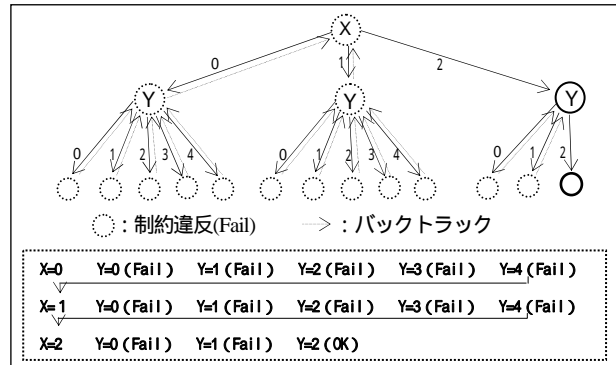 X
0 1 2
Y Y Y
0 1 2 3 4 0 1 2 3 4 0 1 2
:制約違反(Fail) :バックトラック
X=0 Y=0(Fail) Y=1(Fail) Y=2(Fail) Y=3(Fail) Y=4(Fail)
X=1 Y=0(Fail) Y=1(Fail) Y=2(Fail) Y=3(Fail) Y=4(Fail)
X=2 Y=0(Fail) Y=1(Fail) Y=2(OK)